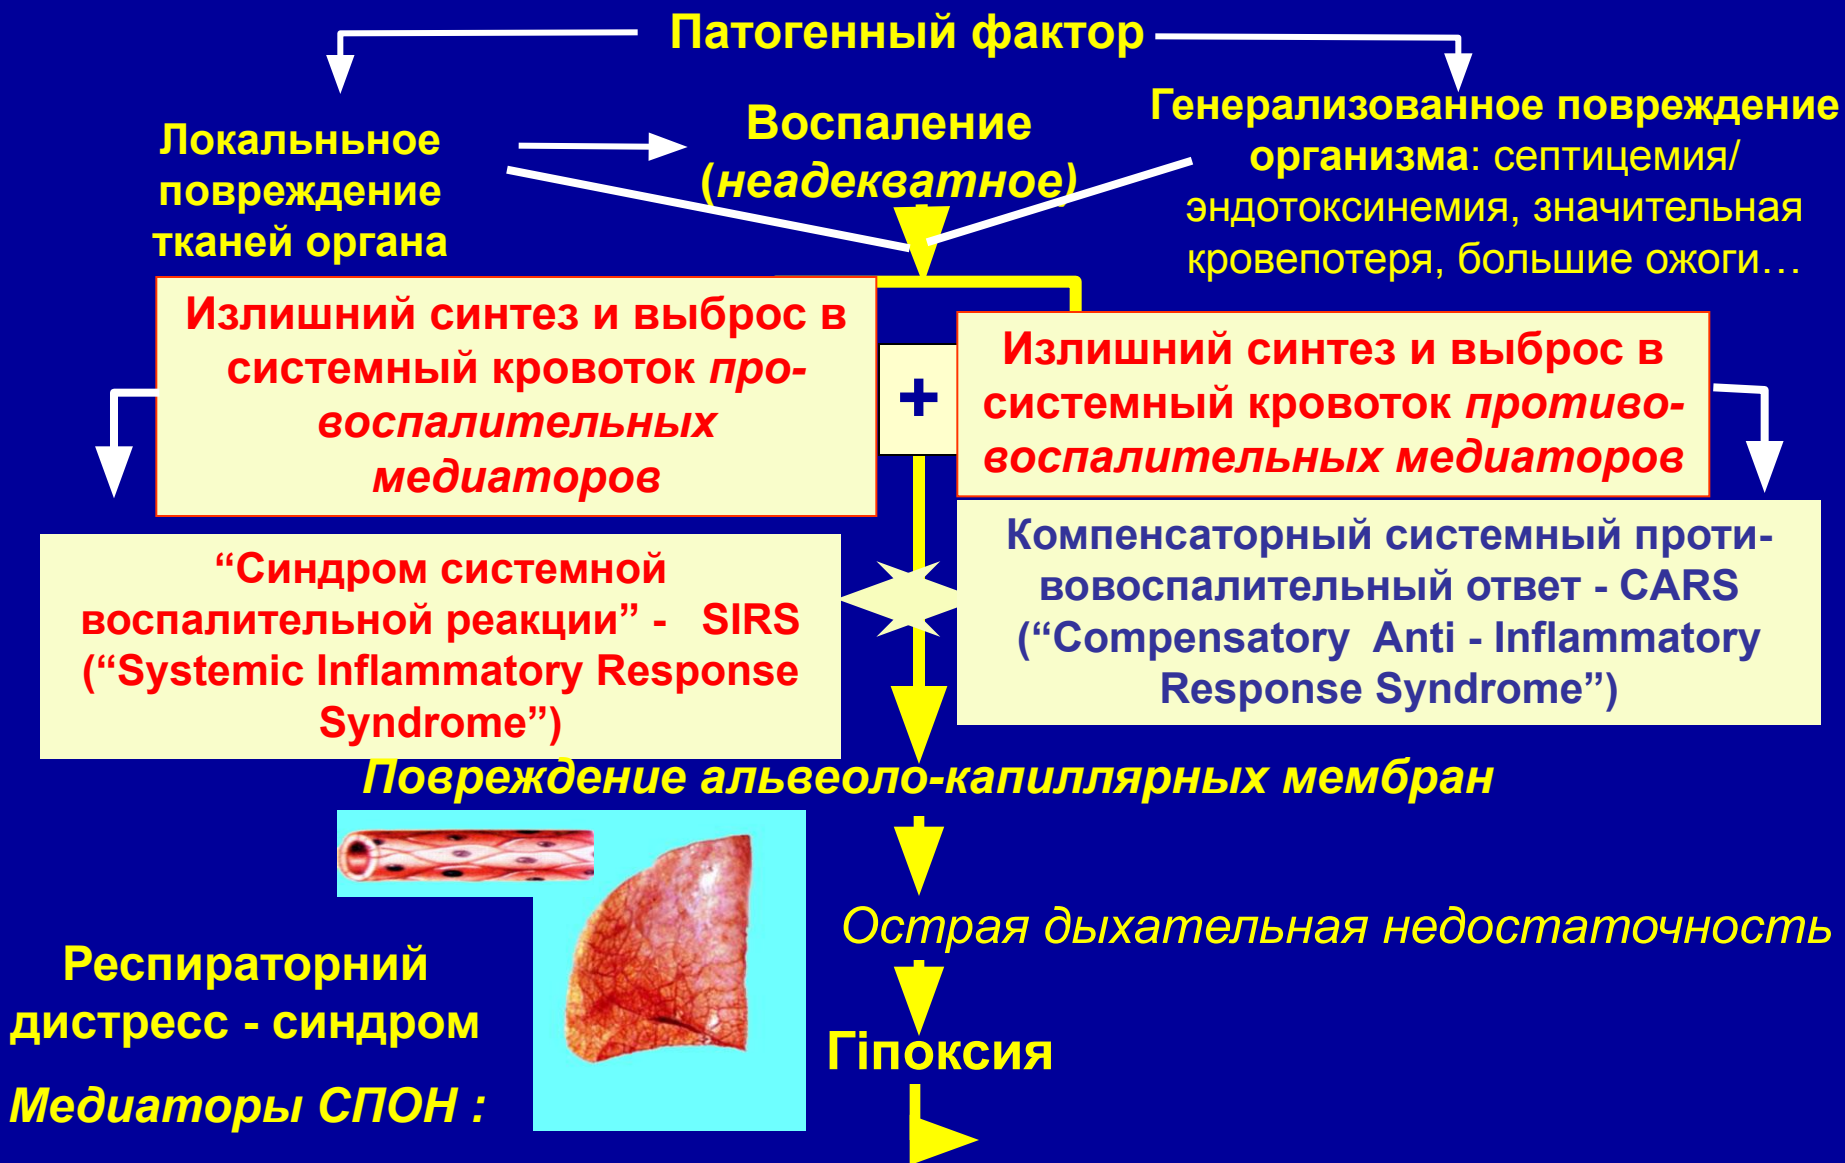 Патогенный фактор
Локальньное
повреждение
тканей органа
Воспаление
(неадекватное)
Генерализованное повреждение
организма: септицемия/
эндотоксинемия, значительная
кровепотеря, большие ожоги…
Излишний синтез и выброс в
системный кровоток про-
воспалительных
медиаторов
+
Излишний синтез и выброс в
системный кровоток противо-
воспалительных медиаторов
“Синдром системной
воспалительной реакции” - SIRS
(“Systemic Inflammatory Response
Syndrome”)
Компенсаторный системный проти-
вовоспалительный ответ - CARS
(“Compensatory Anti - Inflammatory
Response Syndrome”)
Повреждение альвеоло-капиллярных мембран
Острая дыхательная недостаточность
Респираторний
дистресс - синдром
Гіпоксия
Медиаторы СПОН :